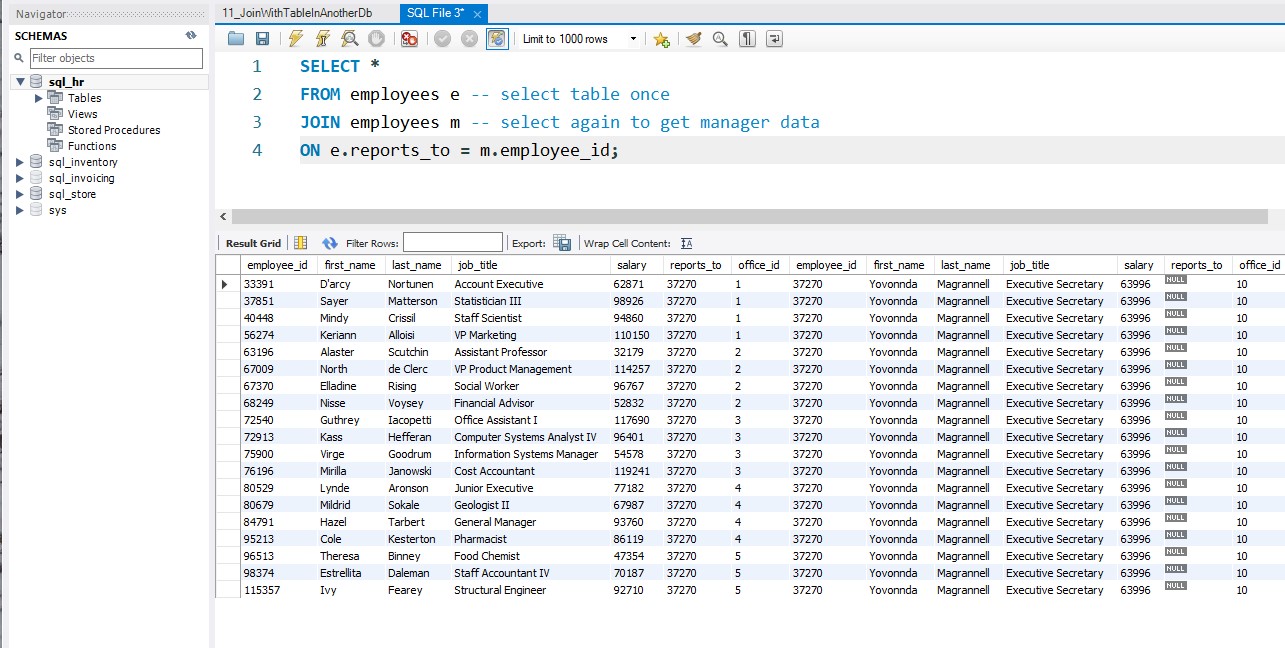 Navigator
11_JoinWithTableInAnotherDb SQL File 3*
SCHEMAS
Filter objects
sql_hr
Tables
Views
Stored Procedures
Functions
sql_inventory
sql_invoicing
sql_store
sys
Limit to 1000 rows
1 SELECT *
2 FROM employees e -- select table once
3 JOIN employees m -- select again to get manager data
4 ON e.reports_to = m.employee_id;
Result Grid Filter Rows: Export: Wrap Cell Content:
employee_id first_name last_name job_title salary reports_to office_id employee_id first_name last_name job_title salary reports_to office_id
33391 D'arcy Nortunen Account Executive 62871 37270 1 37270 Yovonnda Magrannell Executive Secretary 63996 NULL 10
37851 Sayer Matterson Statistician III 98926 37270 1 37270 Yovonnda Magrannell Executive Secretary 63996 NULL 10
40448 Mindy Crissil Staff Scientist 94860 37270 1 37270 Yovonnda Magrannell Executive Secretary 63996 NULL 10
56274 Keriann Alloisi VP Marketing 110150 37270 1 37270 Yovonnda Magrannell Executive Secretary 63996 NULL 10
63196 Alaster Scutchin Assistant Professor 32179 37270 2 37270 Yovonnda Magrannell Executive Secretary 63996 NULL 10
67009 North de Clerc VP Product Management 114257 37270 2 37270 Yovonnda Magrannell Executive Secretary 63996 NULL 10
67370 Elladine Rising Social Worker 96767 37270 2 37270 Yovonnda Magrannell Executive Secretary 63996 NULL 10
68249 Nisse Voysey Financial Advisor 52832 37270 2 37270 Yovonnda Magrannell Executive Secretary 63996 NULL 10
72540 Guthrey Iacopetti Office Assistant I 117690 37270 3 37270 Yovonnda Magrannell Executive Secretary 63996 NULL 10
72913 Kass Hefferan Computer Systems Analyst IV 96401 37270 3 37270 Yovonnda Magrannell Executive Secretary 63996 NULL 10
75900 Virge Goodrum Information Systems Manager 54578 37270 3 37270 Yovonnda Magrannell Executive Secretary 63996 NULL 10
76196 Mirilla Janowski Cost Accountant 119241 37270 3 37270 Yovonnda Magrannell Executive Secretary 63996 NULL 10
80529 Lynde Aronson Junior Executive 77182 37270 4 37270 Yovonnda Magrannell Executive Secretary 63996 NULL 10
80679 Mildrid Sokale Geologist II 67987 37270 4 37270 Yovonnda Magrannell Executive Secretary 63996 NULL 10
84791 Hazel Tarbert General Manager 93760 37270 4 37270 Yovonnda Magrannell Executive Secretary 63996 NULL 10
95213 Cole Kesterton Pharmacist 86119 37270 4 37270 Yovonnda Magrannell Executive Secretary 63996 NULL 10
96513 Theresa Binney Food Chemist 47354 37270 5 37270 Yovonnda Magrannell Executive Secretary 63996 NULL 10
98374 Estrellita Daleman Staff Accountant IV 70187 37270 5 37270 Yovonnda Magrannell Executive Secretary 63996 NULL 10
115357 Ivy Fearey Structural Engineer 92710 37270 5 37270 Yovonnda Magrannell Executive Secretary 63996 NULL 10